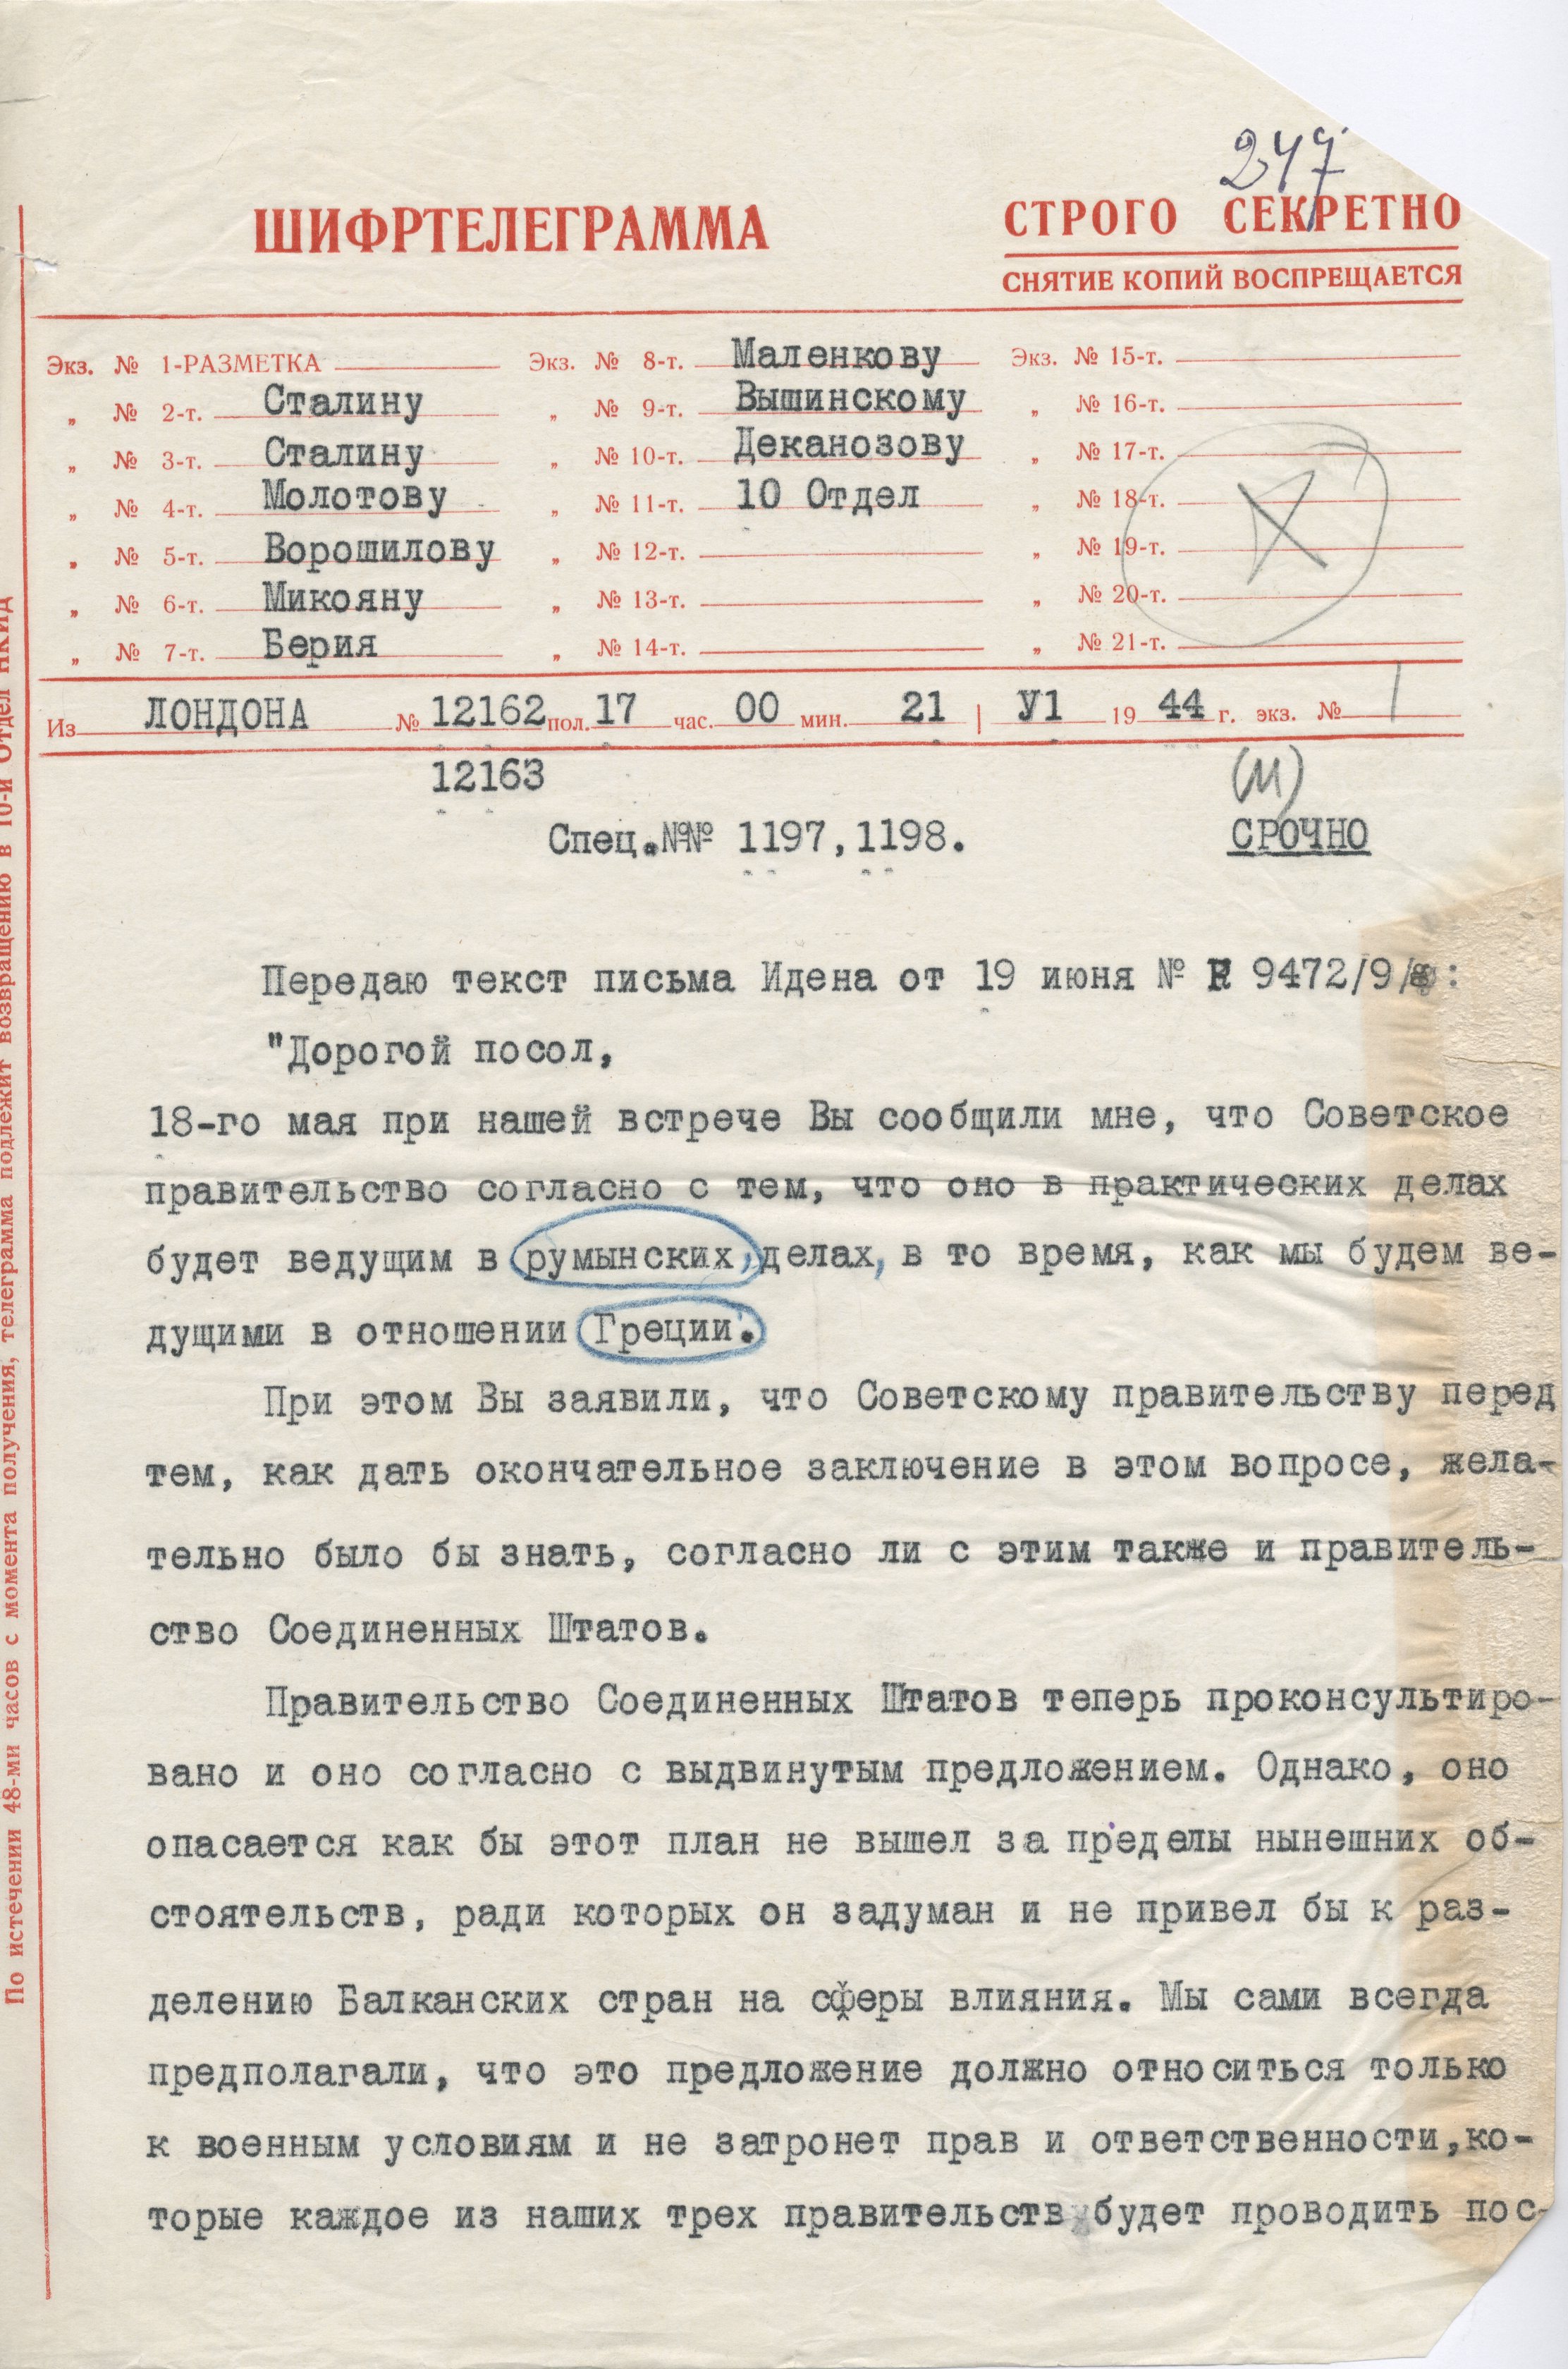 247
ШИФРТЕЛЕГРАММА
СТРОГО СЕКРЕТНО
СНЯТИЕ КОПИЙ ВОСПРЕЩАЕТСЯ
Экз. № 1-РАЗМЕТКА
„ № 2-т. Сталину
„ № 3-т. Сталину
„ № 4-т. Молотову
„ № 5-т. Ворошилову
„ № 6-т. Микояну
„ № 7-т. Берия
Экз. № 8-т. Маленкову
„ № 9-т. Вышинскому
„ № 10-т. Деканозову
„ № 11-т. 10 Отдел
„ № 12-т.
„ № 13-т.
„ № 14-т.
Экз. № 15-т.
„ № 16-т.
„ № 17-т.
„ № 18-т.
„ № 19-т.
„ № 20-т.
„ № 21-т.
Из ЛОНДОНА № 12162 пол. 17 час. 00 мин. 21 | У1 1944 г. экз. № 1
12163
(М)
Спец.№№ 1197,1198. СРОЧНО
Передаю текст письма Идена от 19 июня № R 9472/9/ :
"Дорогой посол,
18-го мая при нашей встрече Вы сообщили мне, что Советское
правительство согласно с тем, что оно в практических делах
будет ведущим в румынских, делах, в то время, как мы будем ве-
дущими в отношении Греции.
При этом Вы заявили, что Советскому правительству перед
тем, как дать окончательное заключение в этом вопросе, жела-
тельно было бы знать, согласно ли с этим также и правитель-
ство Соединенных Штатов.
Правительство Соединенных Штатов теперь проконсультиро-
вано и оно согласно с выдвинутым предложением. Однако, оно
опасается как бы этот план не вышел за пределы нынешних об-
стоятельств, ради которых он задуман и не привел бы к раз-
делению Балканских стран на сферы влияния. Мы сами всегда
предполагали, что это предложение должно относиться только
к военным условиям и не затронет прав и ответственности,ко-
торые каждое из наших трех правительств будет проводить пос-
По истечении 48-ми часов с момента получения, телеграмма подлежит возвращению в 10-й Отдел НКИД